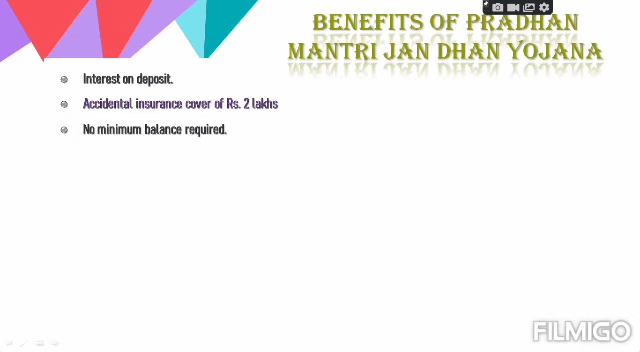 BENEFITS OF PRADHAN
MANTRI JAN DHAN YOJANA
Interest on deposit.
Accidental insurance cover of Rs. 2 lakhs
No minimum balance required.
FILMIGO